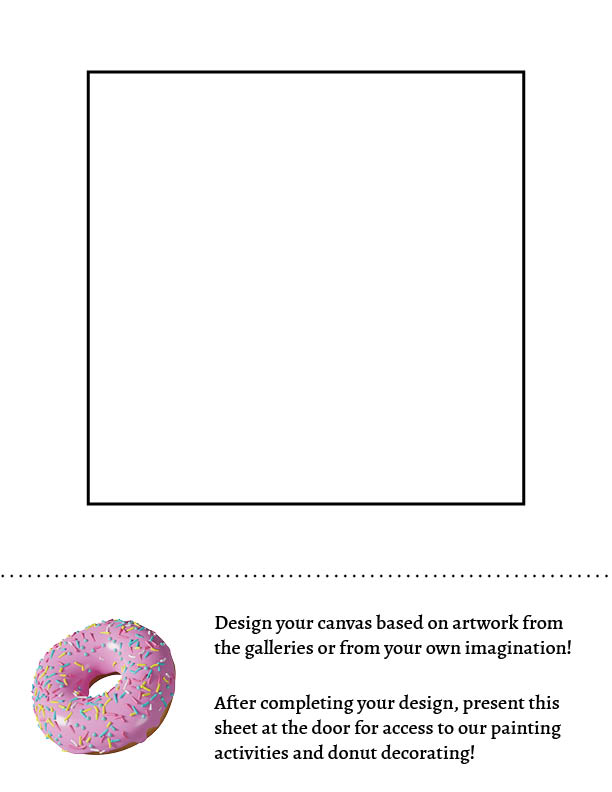 Design your canvas based on artwork from
the galleries or from your own imagination!
After completing your design, present this
sheet at the door for access to our painting
activities and donut decorating!